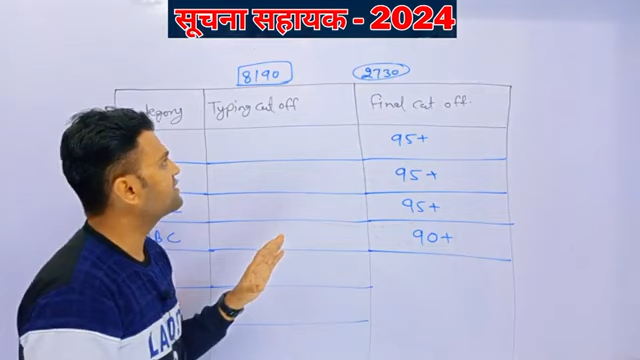 सूचना सहायक - 2024
8190 2730
Typing cut off Final cut off.
95+
95+
95+
90+